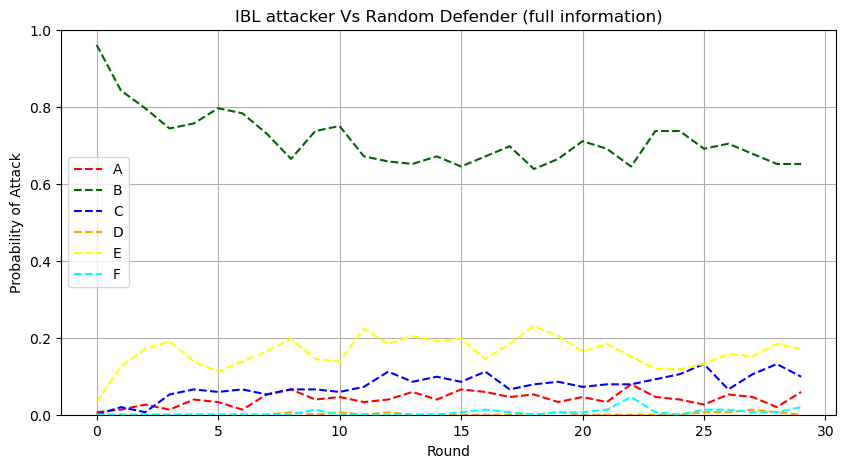 IBL attacker Vs Random Defender (full information)
Probability of Attack
1.0
0.8
0.6
0.4
0.2
0.0
A
B
C
D
E
F
0 5 10 15 20 25 30
Round